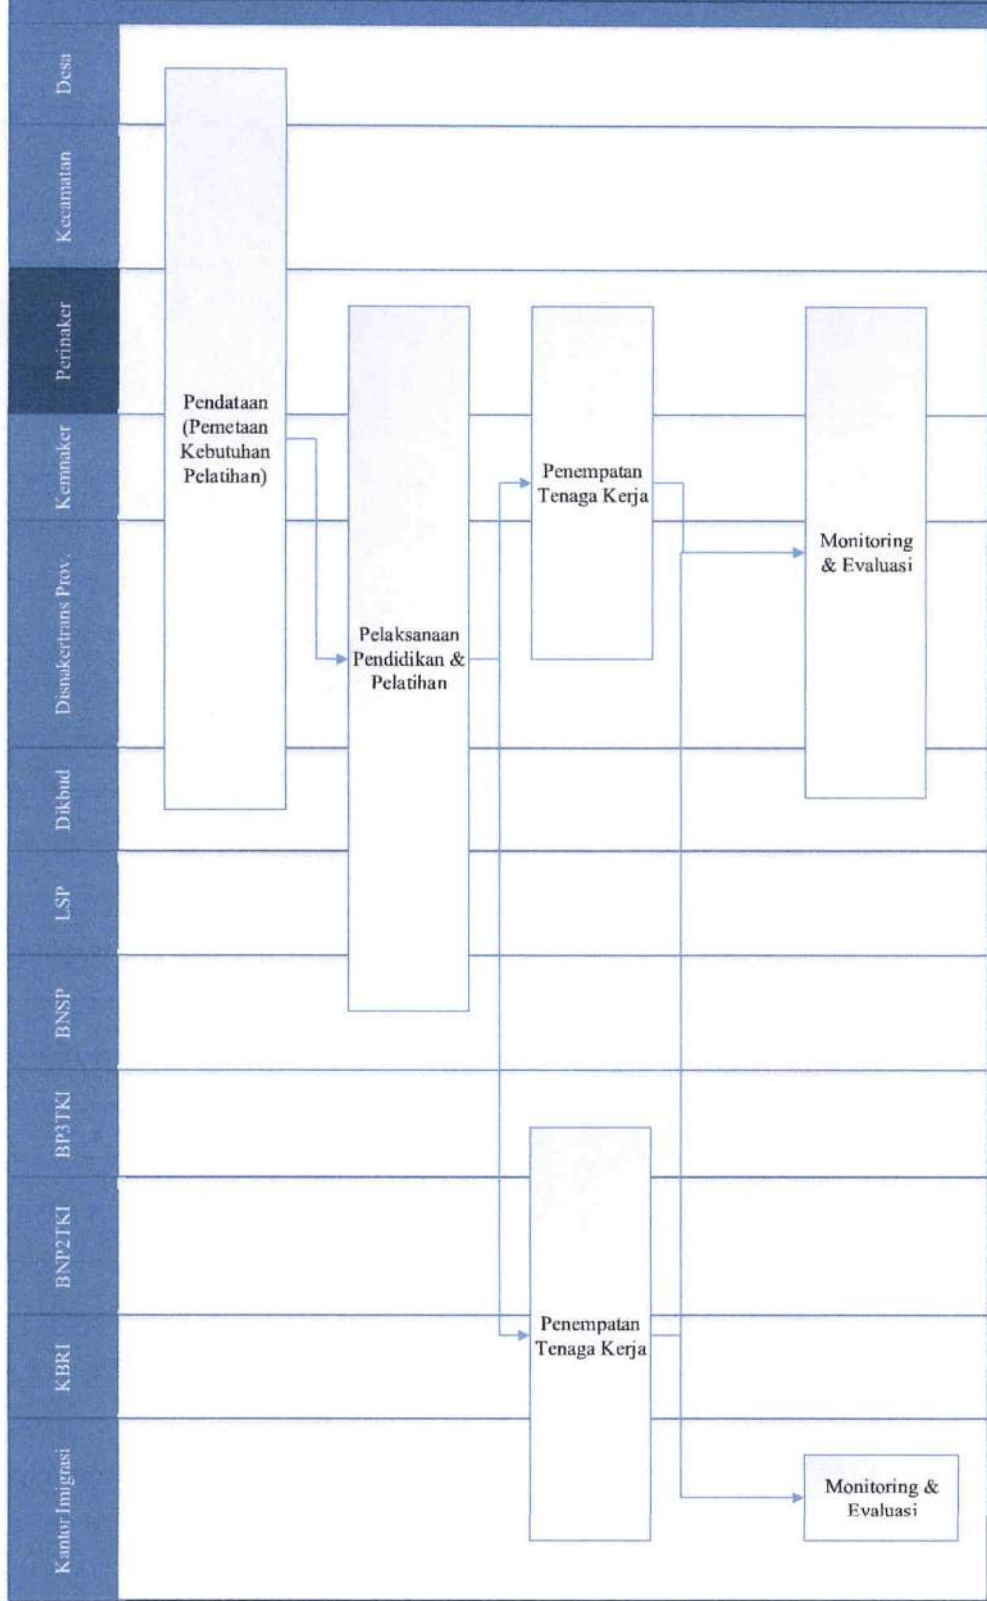 Desa
Kecamatan
Perinaker
Kemnaker
Disnakertrans Prov.
Dikbud
LSP
BNSP
BP3TKI
BNP2TKI
KBRI
Kantor Imigrasi
Pendataan
(Pemetaan
Kebutuhan
Pelatihan)
Pelaksanaan
Pendidikan &
Pelatihan
Penempatan
Tenaga Kerja
Monitoring
& Evaluasi
Penempatan
Tenaga Kerja
Monitoring &
Evaluasi